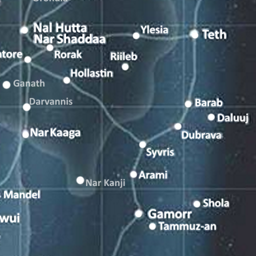 Nal Hutta
Ylesia
Teth
Nar Shaddaa
Rorak
Riileb
Hollastin
Ganath
Darvannis
Barab
Daluuj
Nar Kaaga
Dubrava
Syvris
Arami
Nar Kanji
Mandel
Shola
Gamorr
Tammuz-an